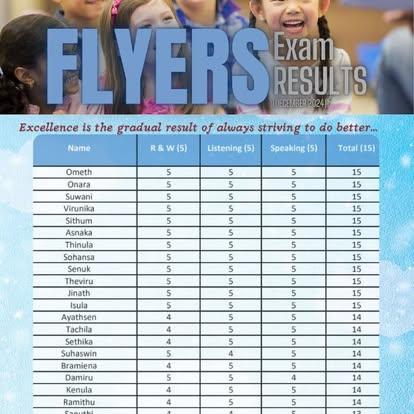 FLYERS Exam
RESULTS
(DECEMBER 2024)
Excellence is the gradual result of always striving to do better...
Name R & W (5) Listening (5) Speaking (5) Total (15)
Ometh 5 5 5 15
Onara 5 5 5 15
Suwani 5 5 5 15
Virunika 5 5 5 15
Sithum 5 5 5 15
Asnaka 5 5 5 15
Thinula 5 5 5 15
Sohansa 5 5 5 15
Senuk 5 5 5 15
Theviru 5 5 5 15
Jinath 5 5 5 15
Isula 5 5 5 15
Ayathsen 4 5 5 14
Tachila 4 5 5 14
Sethika 4 5 5 14
Suhaswin 5 4 5 14
Bramiena 4 5 5 14
Damiru 5 5 4 14
Kenula 4 5 5 14
Ramithu 4 5 5 14